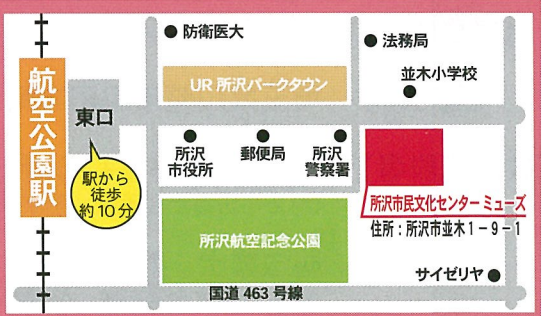 防衛医大
法務局
UR 所沢パークタウン
並木小学校
航空公園駅
東口
所沢
市役所
郵便局
所沢
警察署
駅から
徒歩
約10分
所沢市民文化センター ミューズ
住所：所沢市並木1－9－1
所沢航空記念公園
サイゼリヤ
国道 463 号線